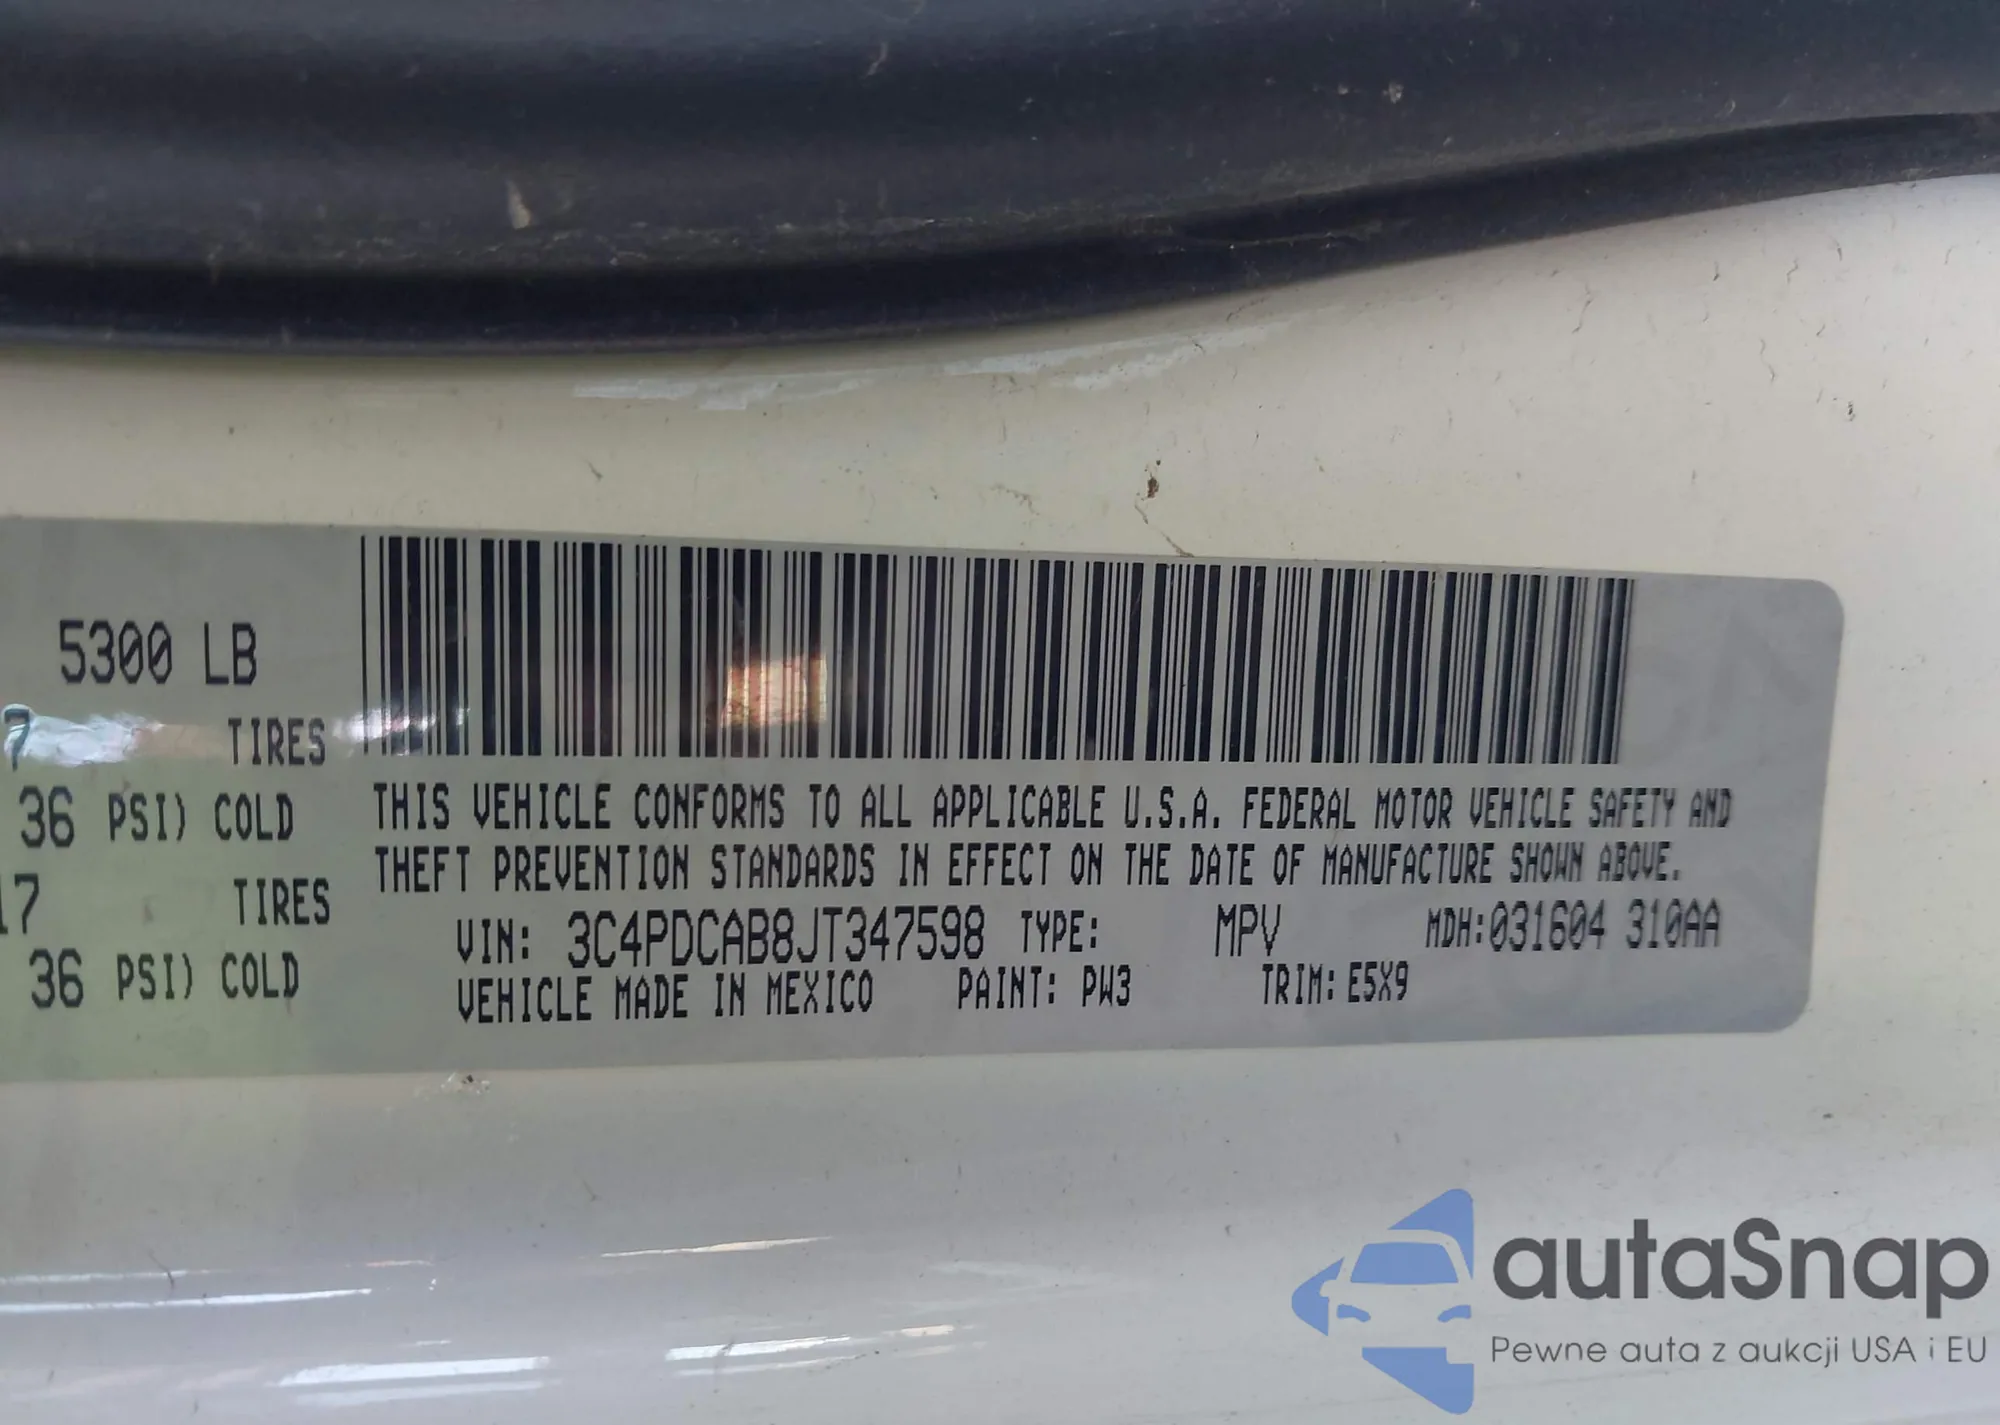 5300 LB
7 TIRES
36 PSI) COLD
THIS VEHICLE CONFORMS TO ALL APPLICABLE U.S.A. FEDERAL MOTOR VEHICLE SAFETY AND
THEFT PREVENTION STANDARDS IN EFFECT ON THE DATE OF MANUFACTURE SHOWN ABOVE.
17 TIRES
VIN: 3C4PDCAB8JT347598 TYPE: MPV MDH:031604 310AA
36 PSI) COLD
VEHICLE MADE IN MEXICO PAINT: PW3 TRIM: E5X9
autaSnap
Pewne auta z aukcji USA i EU